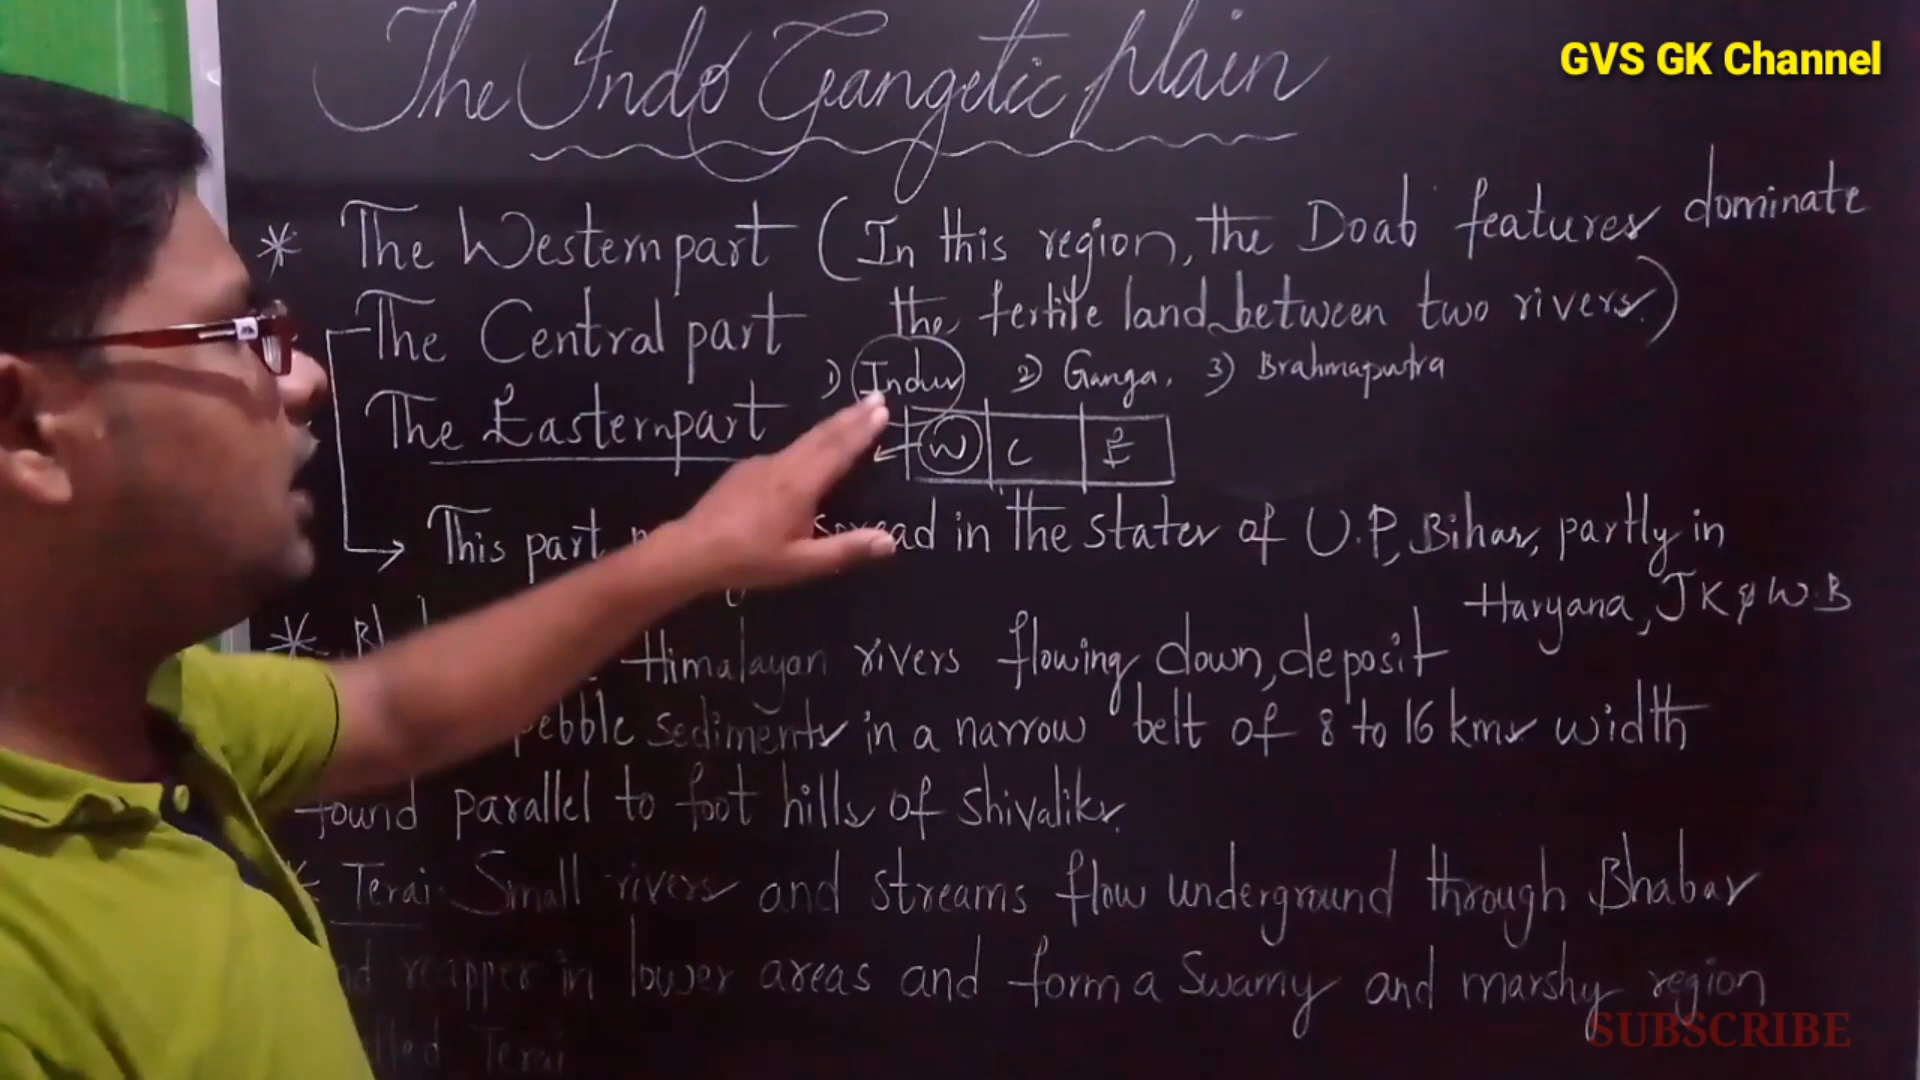 The Indo Gangetic plain
GVS GK Channel
* The Western part (In this region, the Doab features dominate
the, fertile land between two rivers.)
The Central part
1) Indus 2) Ganga, 3) Brahmaputra
The Eastern part
W C E
This part spread in the states of U.P, Bihar, partly in
Haryana, JK & W.B
* Himalayan rivers flowing down, deposit
pebble sediments in a narrow belt of 8 to 16 kms width
found parallel to foot hills of Shivaliks.
* Terai Small rivers and streams flow underground through Bhabar
reapper in lower areas and form a Swamy and marshy region
Terai
SUBSCRIBE